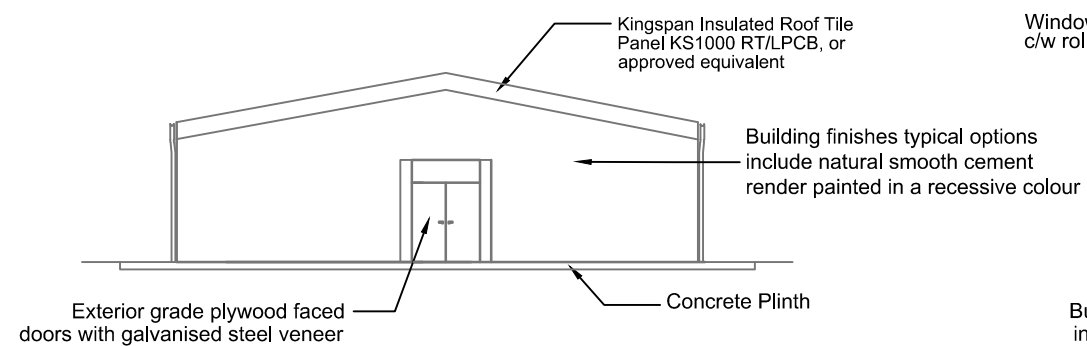 Kingspan Insulated Roof Tile
Panel KS1000 RT/LPCB, or
approved equivalent
Building finishes typical options
include natural smooth cement
render painted in a recessive colour
Concrete Plinth
Exterior grade plywood faced
doors with galvanised steel veneer
c/w